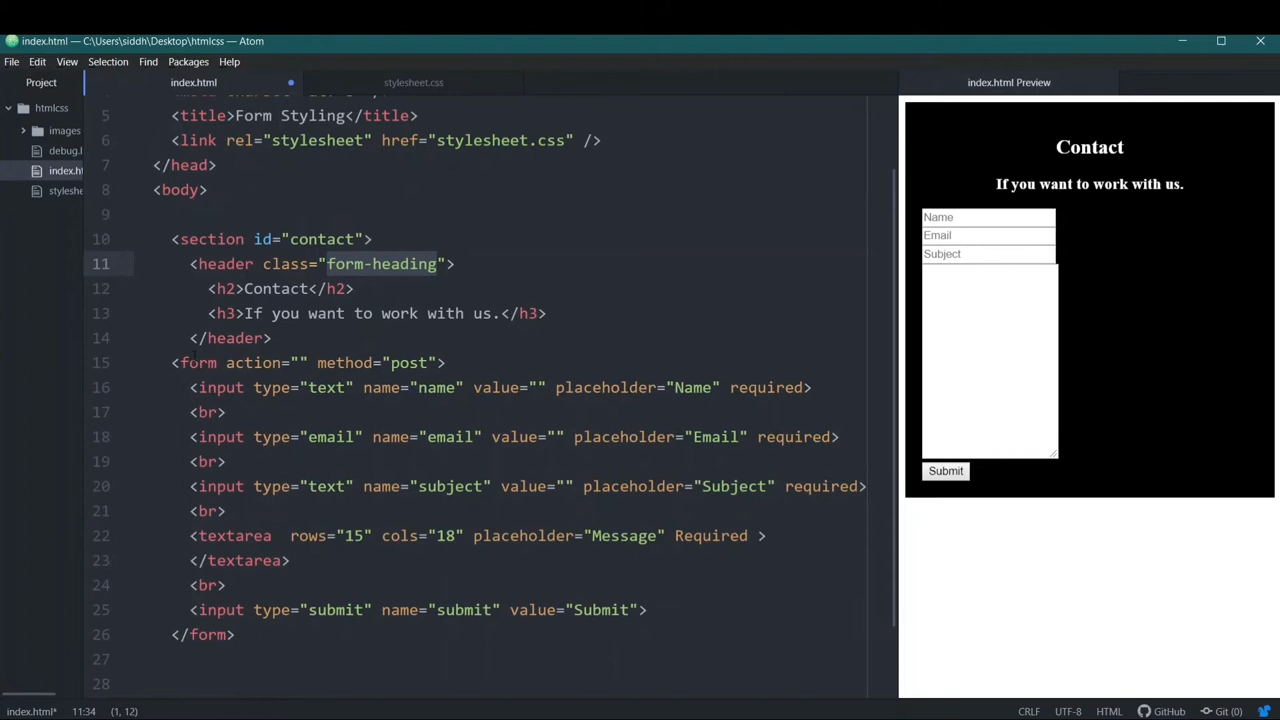 index.html — C:\Users\siddh\Desktop\htmlcss — Atom
File Edit View Selection Find Packages Help
Project index.html stylesheet.css index.html Preview
htmlcss
images
debug.l
index.ht
styleshe
5 <title>Form Styling</title>
6 <link rel="stylesheet" href="stylesheet.css" />
7 </head>
8 <body>
9
10 <section id="contact">
11 <header class="form-heading">
12 <h2>Contact</h2>
13 <h3>If you want to work with us.</h3>
14 </header>
15 <form action="" method="post">
16 <input type="text" name="name" value="" placeholder="Name" required>
17 <br>
18 <input type="email" name="email" value="" placeholder="Email" required>
19 <br>
20 <input type="text" name="subject" value="" placeholder="Subject" required>
21 <br>
22 <textarea  rows="15" cols="18" placeholder="Message" Required >
23 </textarea>
24 <br>
25 <input type="submit" name="submit" value="Submit">
26 </form>
27
28
Contact
If you want to work with us.
Name
Email
Subject
Submit
index.html* 11:34 (1, 12) CRLF UTF-8 HTML GitHub Git (0)